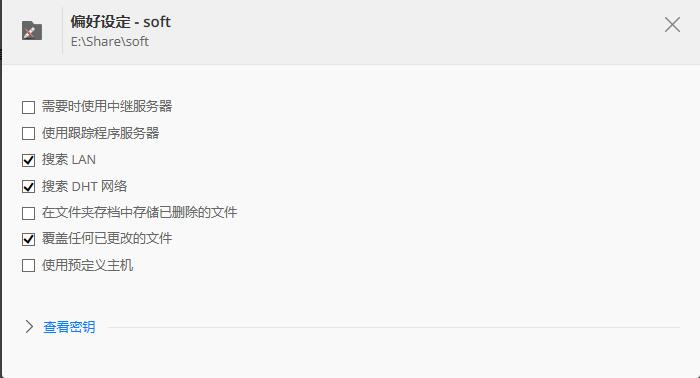 偏好设定 - soft
E:\Share\soft
需要时使用中继服务器
使用跟踪程序服务器
搜索 LAN
搜索 DHT 网络
在文件夹存档中存储已删除的文件
覆盖任何已更改的文件
使用预定义主机
查看密钥